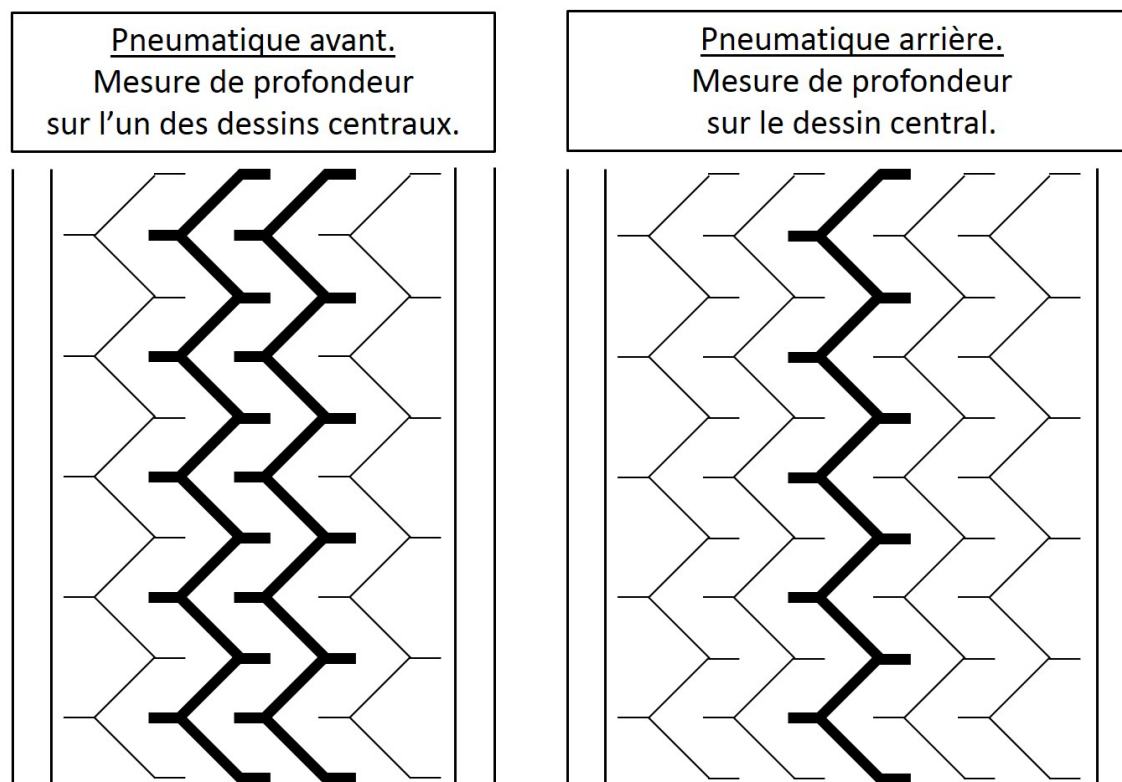 Pneumatique avant.
Mesure de profondeur
sur l’un des dessins centraux.
Pneumatique arrière.
Mesure de profondeur
sur le dessin central.